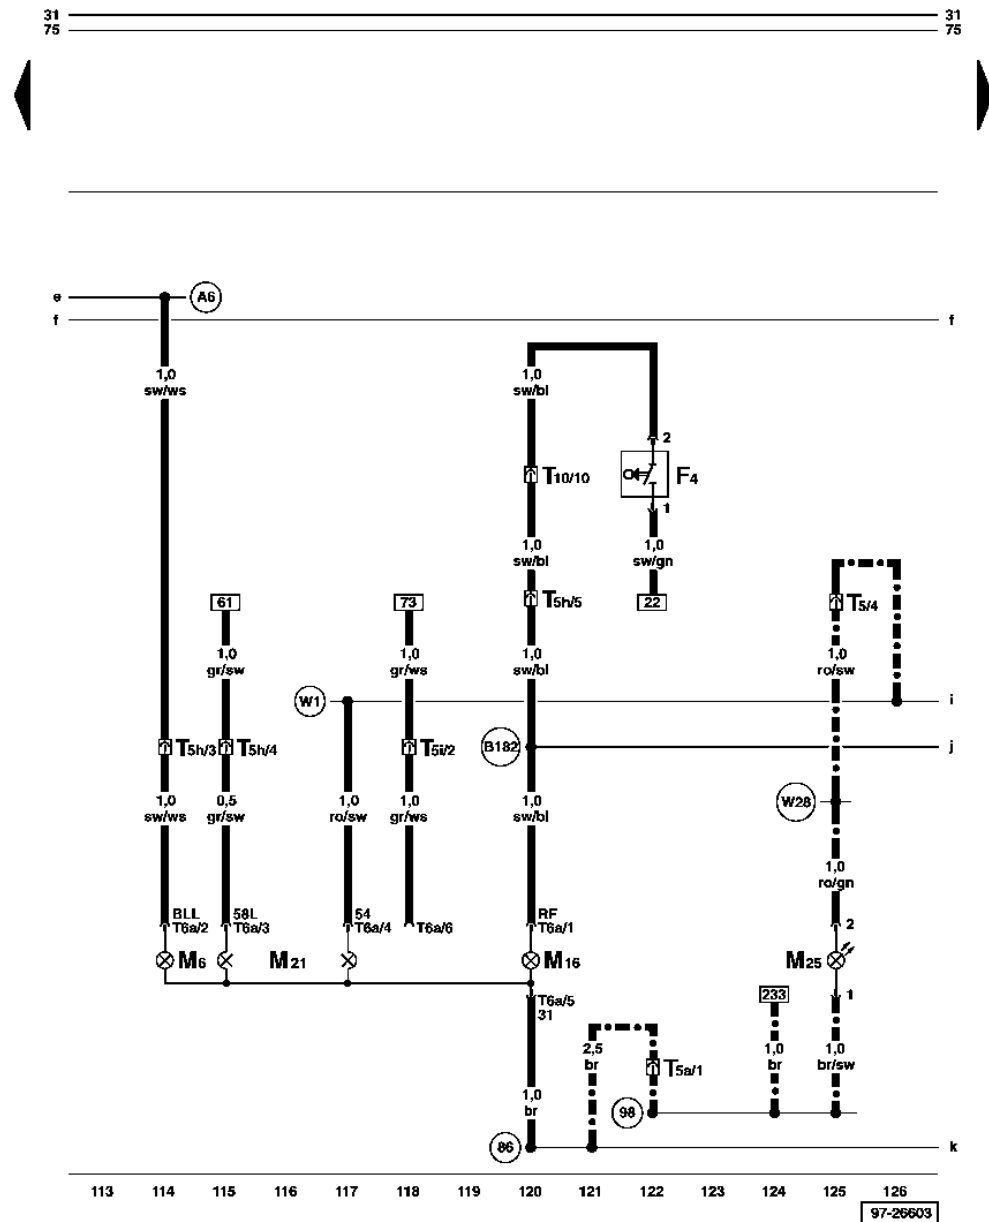 31 31
75 75
e A6
f f
1,0 1,0
sw/ws sw/bl
2
T10/10 F4
1
1,0 1,0
sw/bl sw/gn
61 73 T5h/5 22 T5/4
1,0 1,0 1,0 1,0
gr/sw gr/ws sw/bl ro/sw
W1 i
T5h/3 T5h/4 T5i/2 B182 j
1,0 0,5 1,0 1,0 1,0 W28
sw/ws gr/sw ro/sw gr/ws sw/bl
1,0
ro/gn
BLL 58L 54 RF
T6a/2 T6a/3 T6a/4 T6a/6 T6a/1 2
M6 M21 M16 M25
T6a/5 233 1
31
2,5 1,0 1,0
br br br/sw
T5a/1
1,0
br 98
86 k
113 114 115 116 117 118 119 120 121 122 123 124 125 126
97-26603